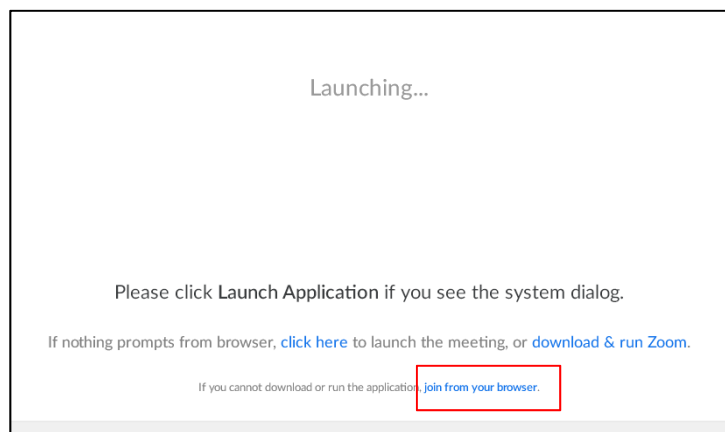 Launching...
Please click Launch Application if you see the system dialog.
If nothing prompts from browser, click here to launch the meeting, or download & run Zoom.
If you cannot download or run the application, join from your browser.